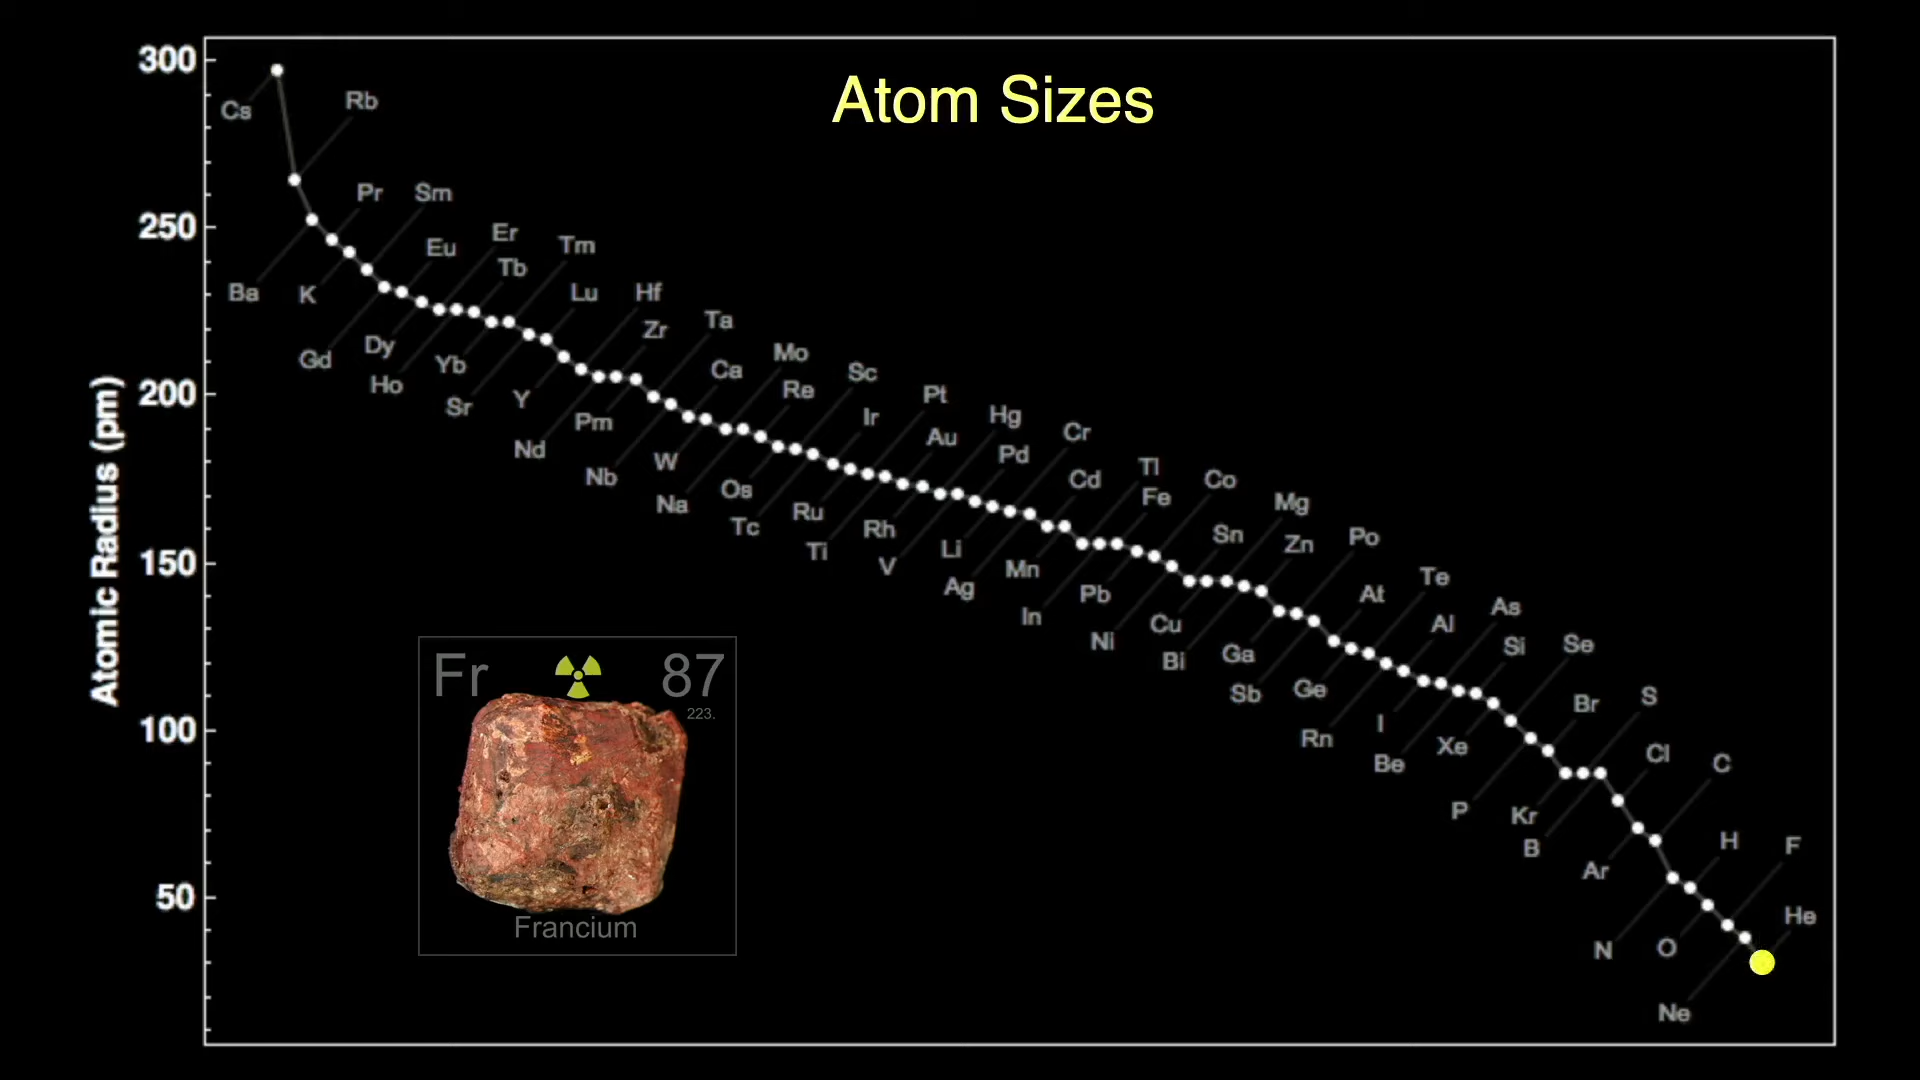 Atom Sizes
Atomic Radius (pm)
300
250
200
150
100
50
Cs
Rb
Ba
Pr
K
Sm
Gd
Eu
Dy
Er
Ho
Tb
Yb
Tm
Sr
Lu
Y
Hf
Nd
Zr
Pm
Ta
Nb
Ca
W
Mo
Na
Re
Os
Sc
Tc
Ir
Ru
Pt
Ti
Au
Rh
Hg
V
Pd
Li
Cr
Ag
Cd
Mn
Tl
In
Fe
Pb
Co
Ni
Sn
Cu
Mg
Bi
Zn
Ga
Po
Sb
At
Ge
Te
Rn
Al
I
As
Be
Si
Xe
Se
P
Br
Kr
S
B
Cl
Ar
C
N
H
O
F
Ne
He
Fr
87
223.
Francium